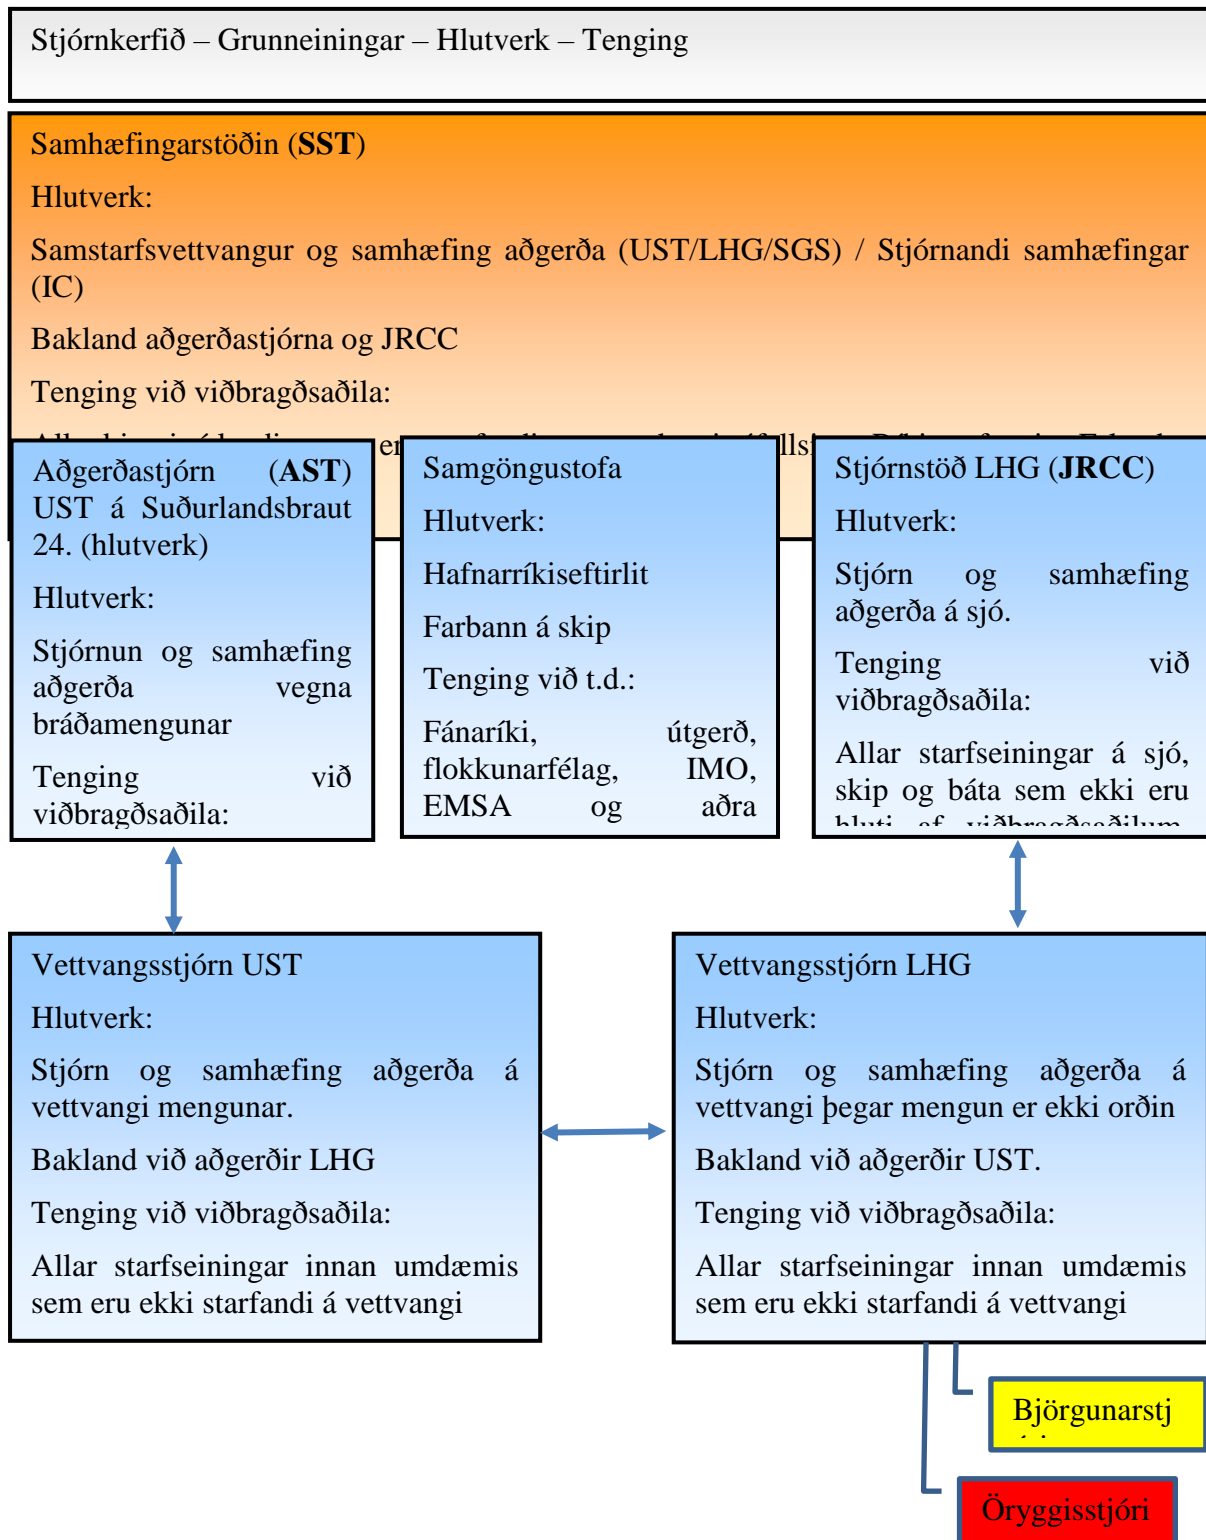 Stjórnkerfið – Grunneiningar – Hlutverk – Tenging
Samhæfingarstöðin (SST)
Hlutverk:
Samstarfsvettvangur og samhæfing aðgerða (UST/LHG/SGS) / Stjórnandi samhæfingar
(IC)
Bakland aðgerðastjórna og JRCC
Tenging við viðbragðsaðila:
Aðgerðastjórn (AST)
UST á Suðurlandsbraut
24. (hlutverk)
Hlutverk:
Stjórnun og samhæfing
aðgerða vegna
bráðamengunar
Tenging við
viðbragðsaðila:
Samgöngustofa
Hlutverk:
Hafnarríkiseftirlit
Farbann á skip
Tenging við t.d.:
Fánaríki, útgerð,
flokkunarfélag, IMO,
EMSA og aðra
Stjórnstöð LHG (JRCC)
Hlutverk:
Stjórn og samhæfing
aðgerða á sjó.
Tenging við
viðbragðsaðila:
Allar starfseiningar á sjó,
skip og báta sem ekki eru
hluti af viðbragðsaðilum
Vettvangsstjórn UST
Hlutverk:
Stjórn og samhæfing aðgerða á
vettvangi mengunar.
Bakland við aðgerðir LHG
Tenging við viðbragðsaðila:
Allar starfseiningar innan umdæmis
sem eru ekki starfandi á vettvangi
Vettvangsstjórn LHG
Hlutverk:
Stjórn og samhæfing aðgerða á
vettvangi þegar mengun er ekki orðin
Bakland við aðgerðir UST.
Tenging við viðbragðsaðila:
Allar starfseiningar innan umdæmis
sem eru ekki starfandi á vettvangi
Björgunarstj
Öryggisstjóri